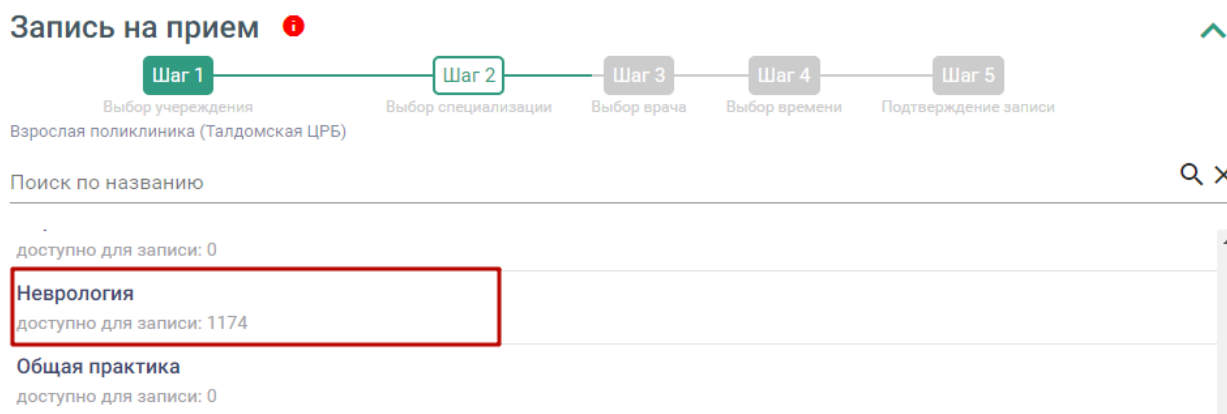 Запись на прием
Шаг 1 Шаг 2 Шаг 3 Шаг 4 Шаг 5
Выбор учереждения Выбор специализации Выбор врача Выбор времени Подтверждение записи
Взрослая поликлиника (Талдомская ЦРБ)
Поиск по названию
доступно для записи: 0
Неврология
доступно для записи: 1174
Общая практика
доступно для записи: 0